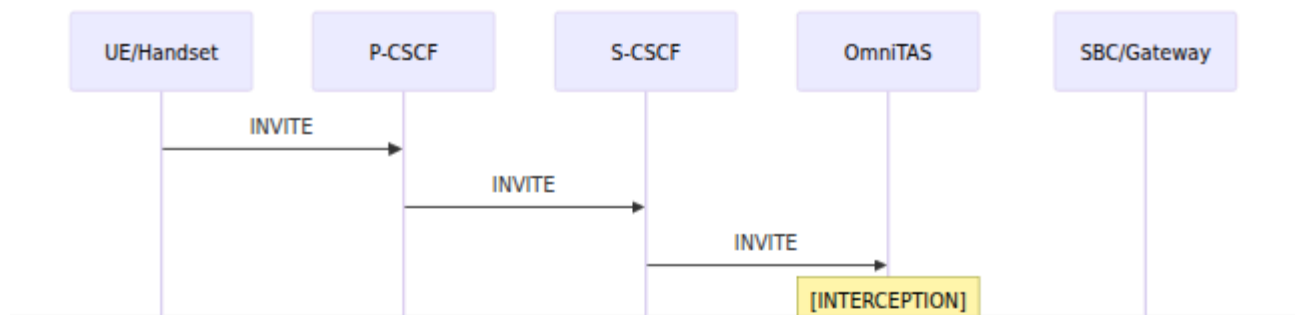 UE/Handset P-CSCF S-CSCF OmniTAS SBC/Gateway
INVITE
INVITE
INVITE
[INTERCEPTION]